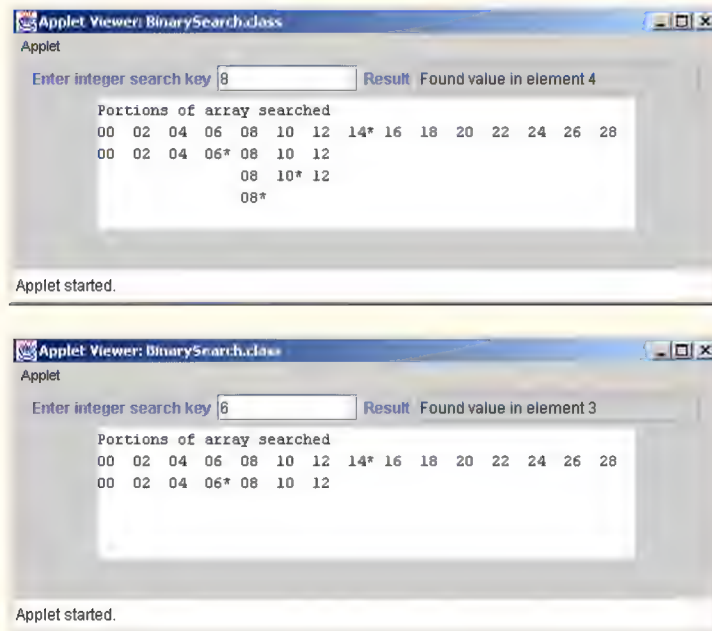 Applet Viewer: BinarySearch.class
Applet
Enter integer search key 8 Result Found value in element 4
Portions of array searched
00 02 04 06 08 10 12 14* 16 18 20 22 24 26 28
00 02 04 06* 08 10 12
08 10* 12
08*
Applet started.
Applet Viewer: BinarySearch.class
Applet
Enter integer search key 6 Result Found value in element 3
Portions of array searched
00 02 04 06 08 10 12 14* 16 18 20 22 24 26 28
00 02 04 06* 08 10 12
Applet started.